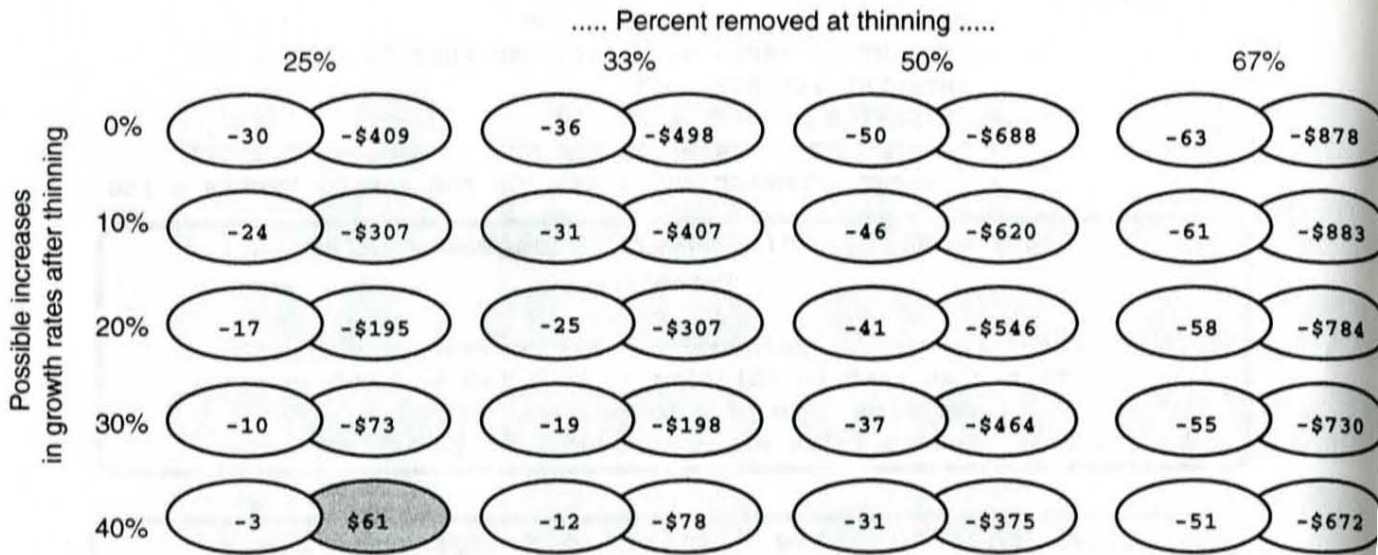 ..... Percent removed at thinning .....
25% 33% 50% 67%
Possible increases
in growth rates after thinning
0% -30 -$409 -36 -$498 -50 -$688 -63 -$878
10% -24 -$307 -31 -$407 -46 -$620 -61 -$883
20% -17 -$195 -25 -$307 -41 -$546 -58 -$784
30% -10 -$73 -19 -$198 -37 -$464 -55 -$730
40% -3 $61 -12 -$78 -31 -$375 -51 -$672